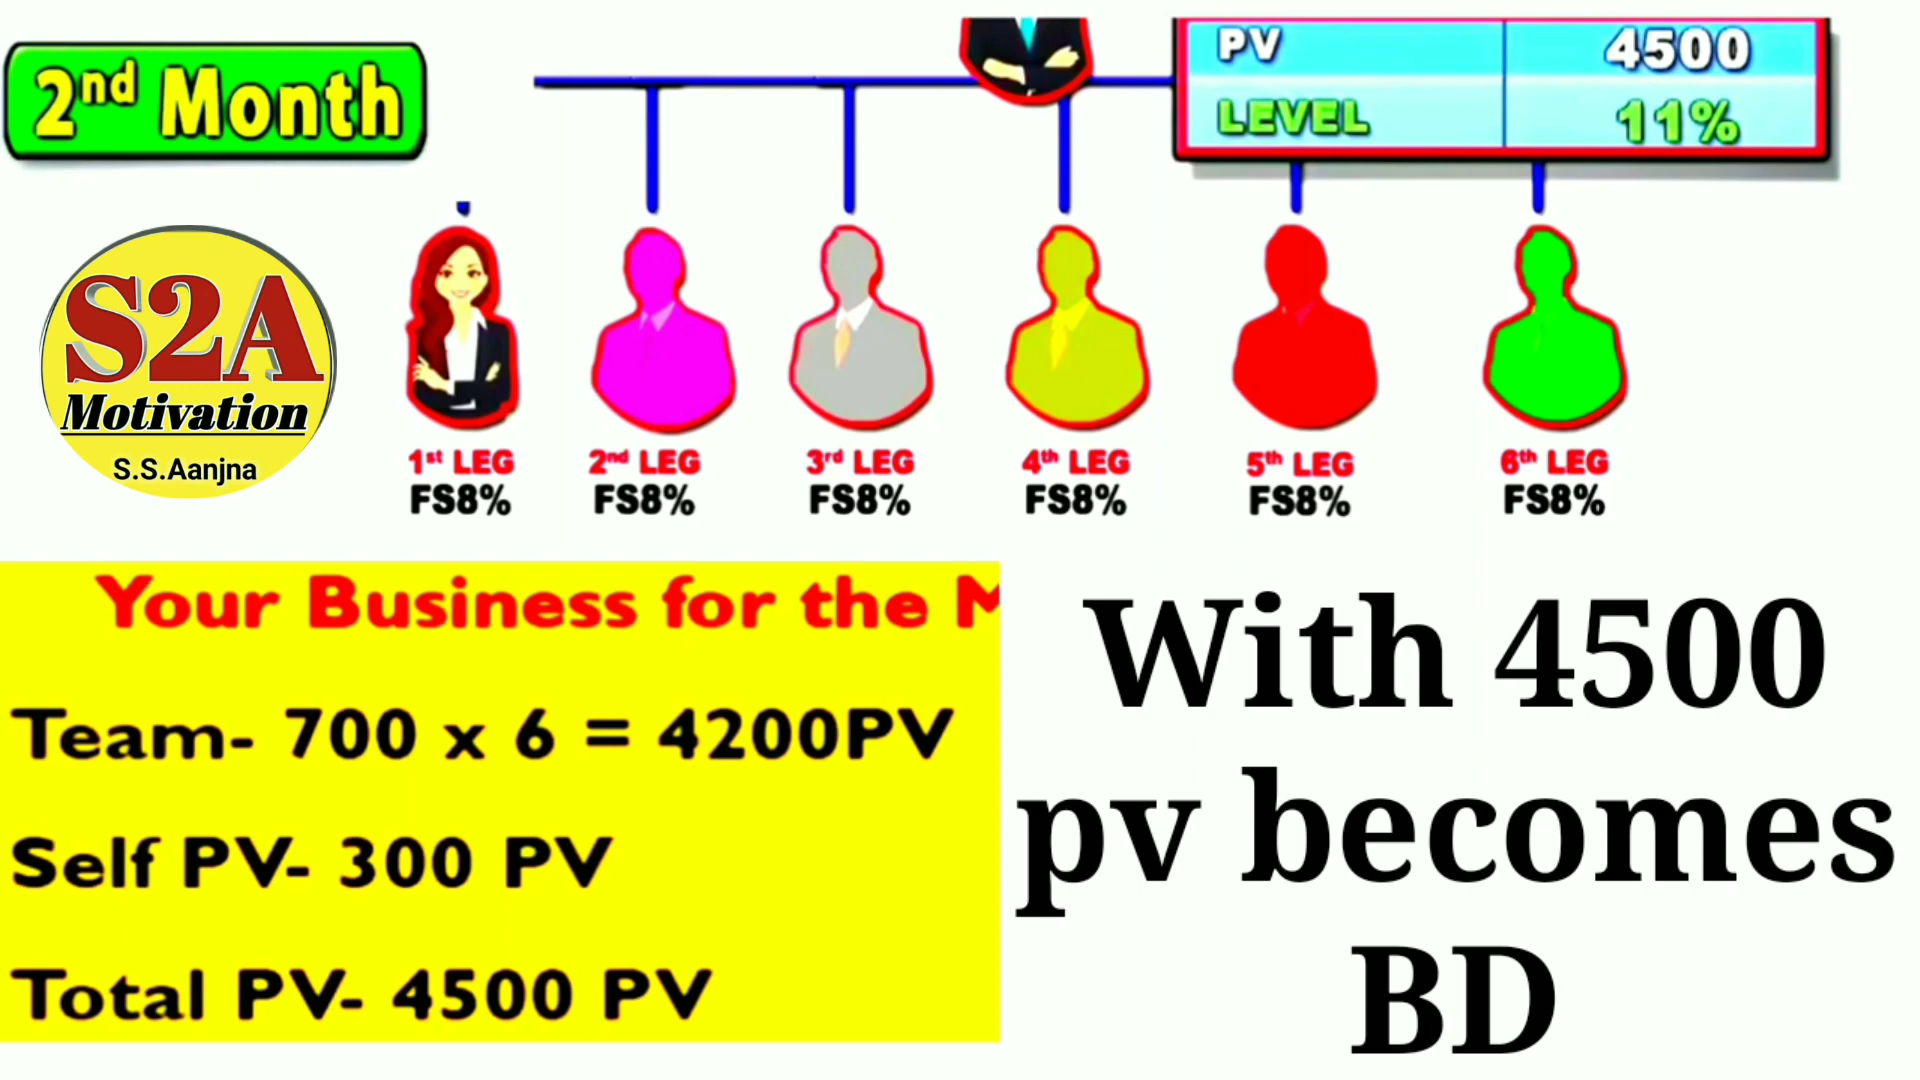 2nd Month
PV 4500
LEVEL 11%
S2A
Motivation
S.S.Aanjna
1st LEG 2nd LEG 3rd LEG 4th LEG 5th LEG 6th LEG
FS8% FS8% FS8% FS8% FS8% FS8%
Your Business for the M
Team- 700 x 6 = 4200PV
Self PV- 300 PV
Total PV- 4500 PV
With 4500
pv becomes
BD